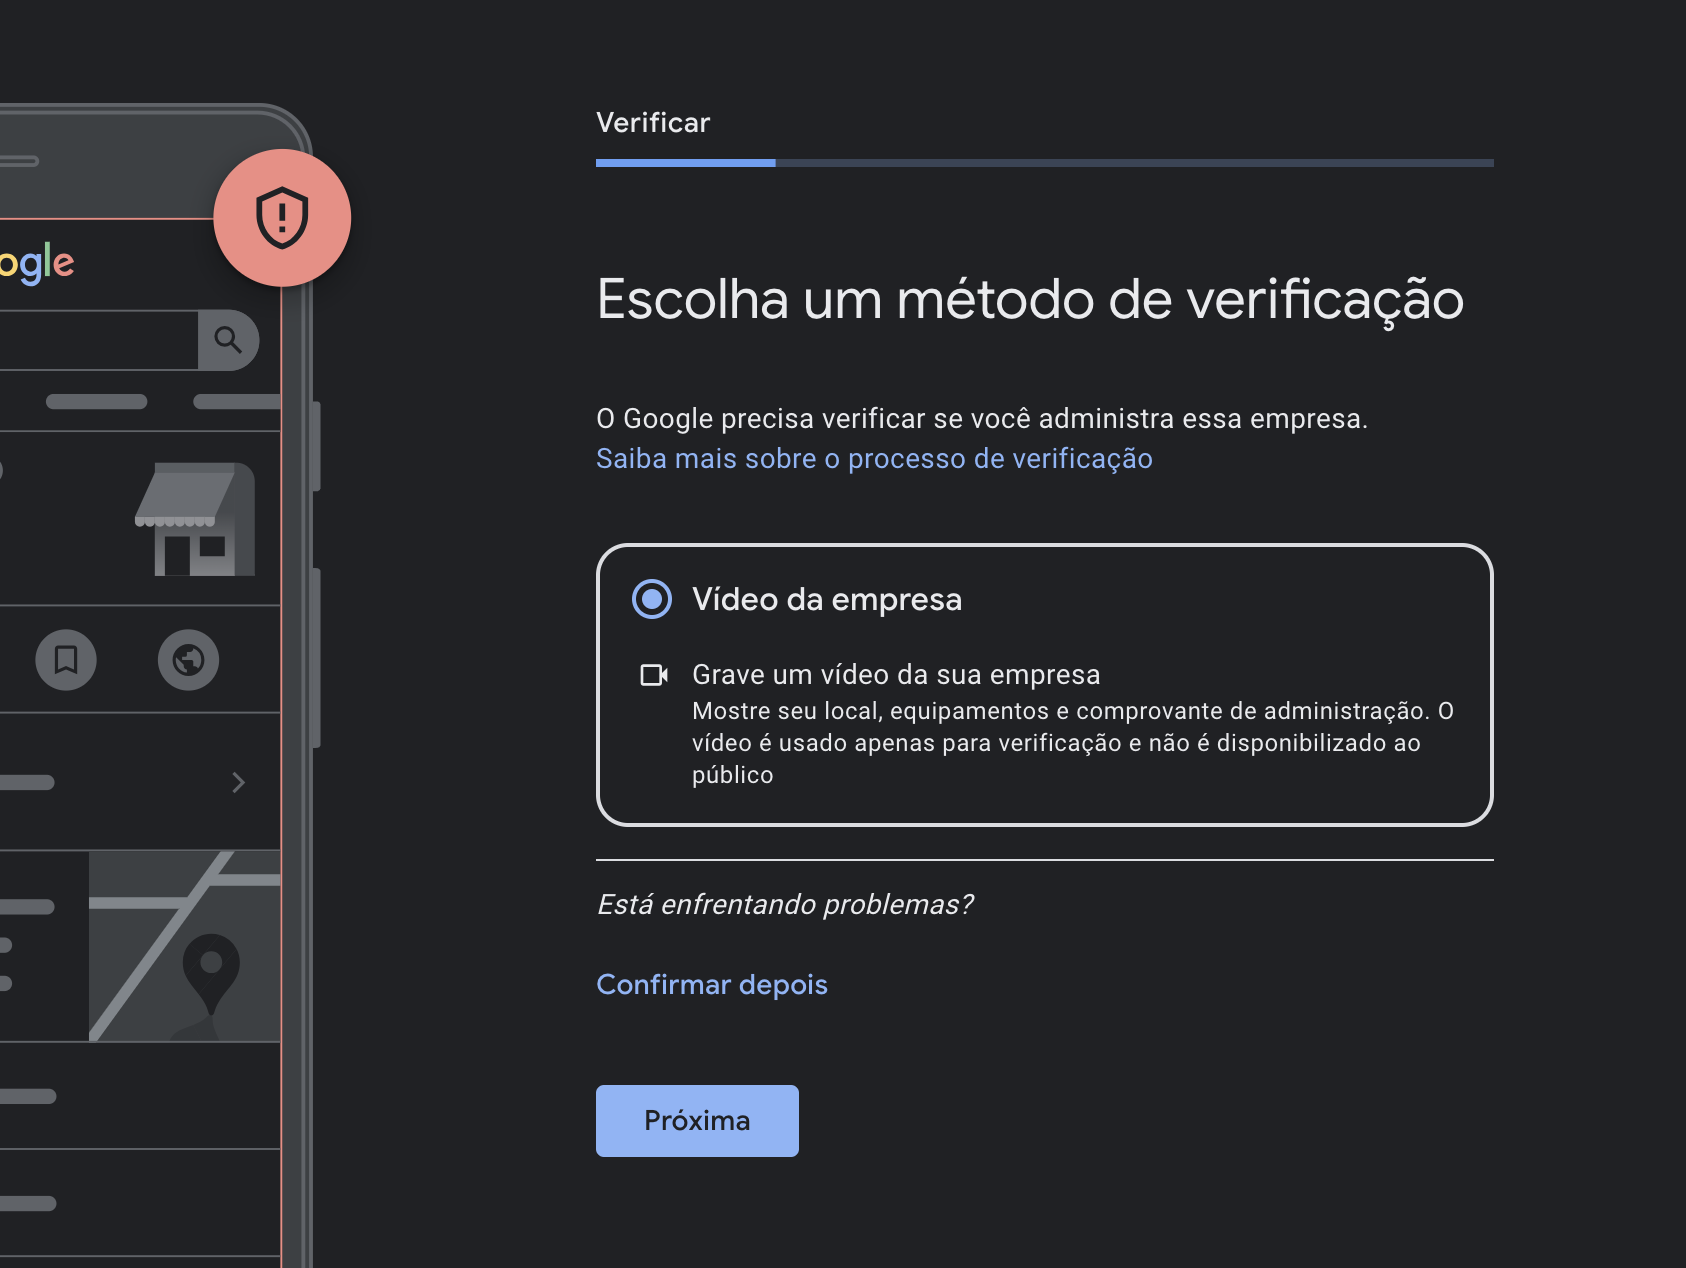 Verificar
ogle
Escolha um método de verificação
O Google precisa verificar se você administra essa empresa.
Saiba mais sobre o processo de verificação
Vídeo da empresa
Grave um vídeo da sua empresa
Mostre seu local, equipamentos e comprovante de administração. O
vídeo é usado apenas para verificação e não é disponibilizado ao
público
Está enfrentando problemas?
Confirmar depois
Próxima